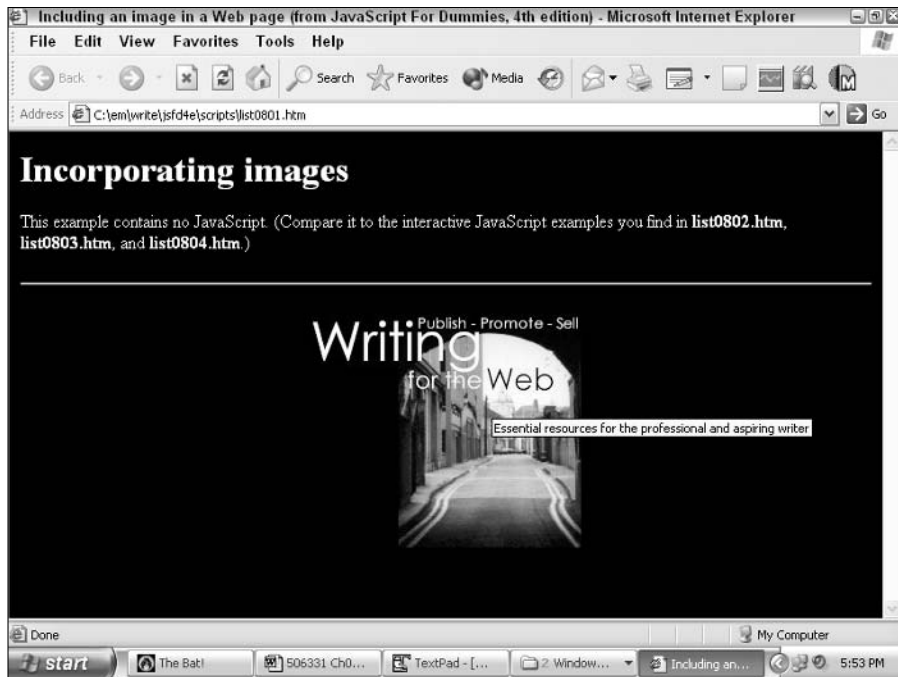 Including an image in a Web page (from JavaScript For Dummies, 4th edition) - Microsoft Internet Explorer
File Edit View Favorites Tools Help
Back Search Favorites Media
Address C:\em\write\jsfd4e\scripts\list0801.htm Go
Incorporating images
This example contains no JavaScript. (Compare it to the interactive JavaScript examples you find in list0802.htm,
list0803.htm, and list0804.htm.)
Publish - Promote - Sell
Writing
for the Web
Essential resources for the professional and aspiring writer
Done My Computer
start The Bat! 506331 Ch0... TextPad - [... 2 Window... Including an... 5:53 PM